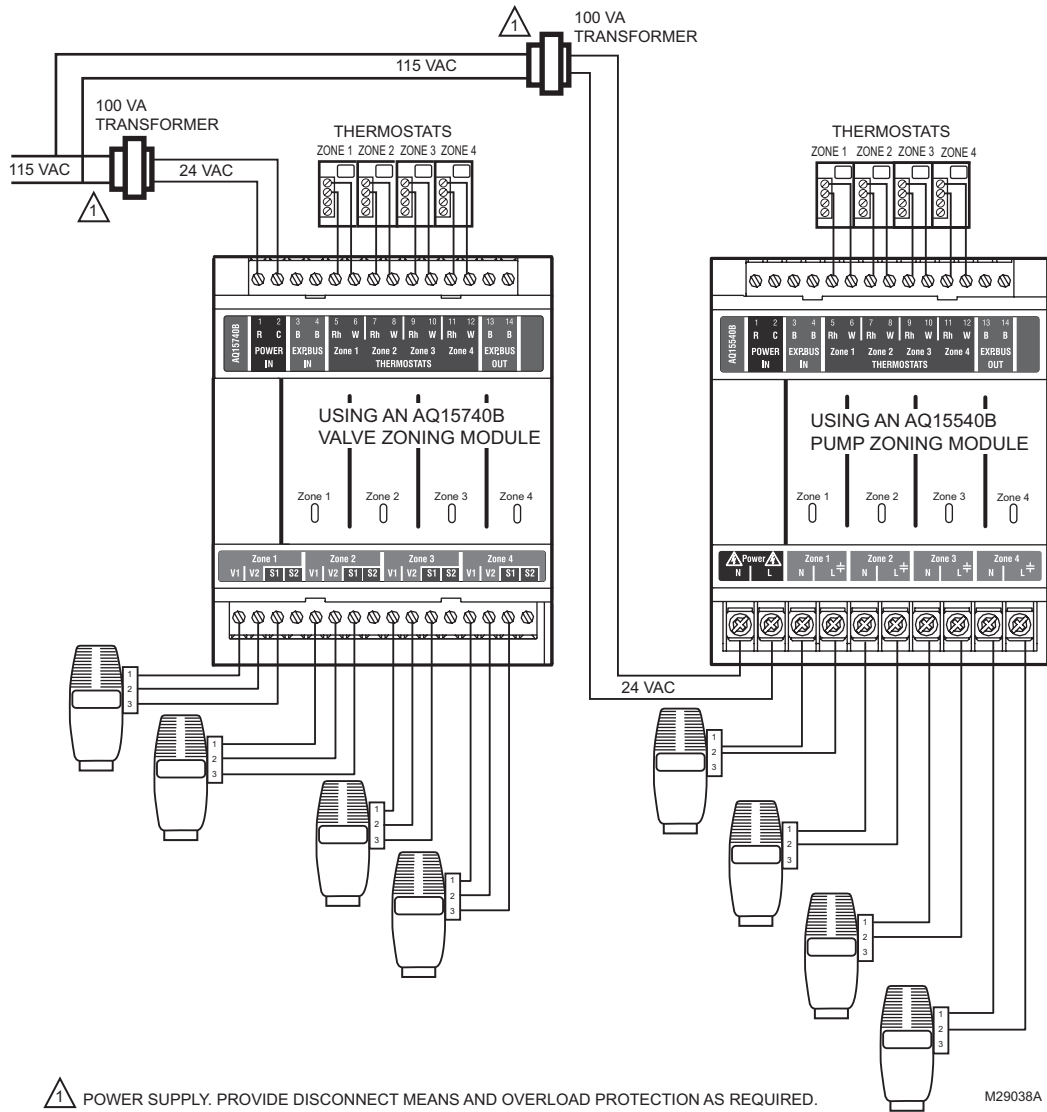 100 VA
TRANSFORMER
1
115 VAC
100 VA
TRANSFORMER
115 VAC
24 VAC
1
THERMOSTATS
ZONE 1 ZONE 2 ZONE 3 ZONE 4
THERMOSTATS
ZONE 1 ZONE 2 ZONE 3 ZONE 4
AQ15740B
1 2 3 4 5 6 7 8 9 10 11 12 13 14
R C B B Rh W Rh W Rh W Rh W B B
POWER IN
EXP.BUS IN
Zone 1 Zone 2 Zone 3 Zone 4
THERMOSTATS
EXP.BUS OUT
USING AN AQ15740B
VALVE ZONING MODULE
Zone 1 Zone 2 Zone 3 Zone 4
Zone 1 Zone 2 Zone 3 Zone 4
V1 V2 S1 S2 V1 V2 S1 S2 V1 V2 S1 S2 V1 V2 S1 S2
AQ15540B
1 2 3 4 5 6 7 8 9 10 11 12 13 14
R C B B Rh W Rh W Rh W Rh W B B
POWER IN
EXP.BUS IN
Zone 1 Zone 2 Zone 3 Zone 4
THERMOSTATS
EXP.BUS OUT
USING AN AQ15540B
PUMP ZONING MODULE
Zone 1 Zone 2 Zone 3 Zone 4
Power Zone 1 Zone 2 Zone 3 Zone 4
N L N L N L N L N L
24 VAC
1
2
3
1
2
3
1
2
3
1
2
3
1
2
3
1
2
3
1
2
3
1
2
3
1 POWER SUPPLY. PROVIDE DISCONNECT MEANS AND OVERLOAD PROTECTION AS REQUIRED.
M29038A